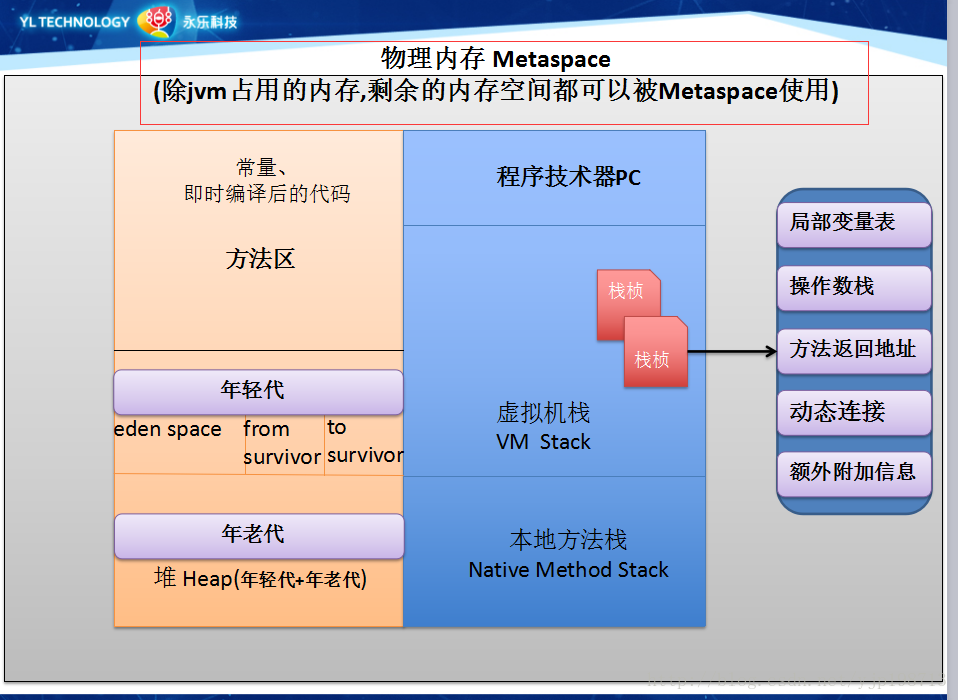 YL TECHNOLOGY 永乐科技
物理内存 Metaspace
(除jvm占用的内存,剩余的内存空间都可以被Metaspace使用)
常量、
即时编译后的代码
方法区
年轻代
eden space
from
survivor
to
survivor
年老代
堆 Heap(年轻代+年老代)
程序技术器PC
栈桢
栈桢
虚拟机栈
VM Stack
本地方法栈
Native Method Stack
局部变量表
操作数栈
方法返回地址
动态连接
额外附加信息